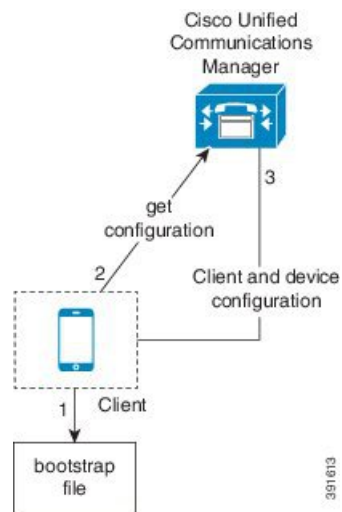 Cisco Unified
Communications
Manager
3
get
configuration
2
Client and device
configuration
1
Client
bootstrap
file
391613